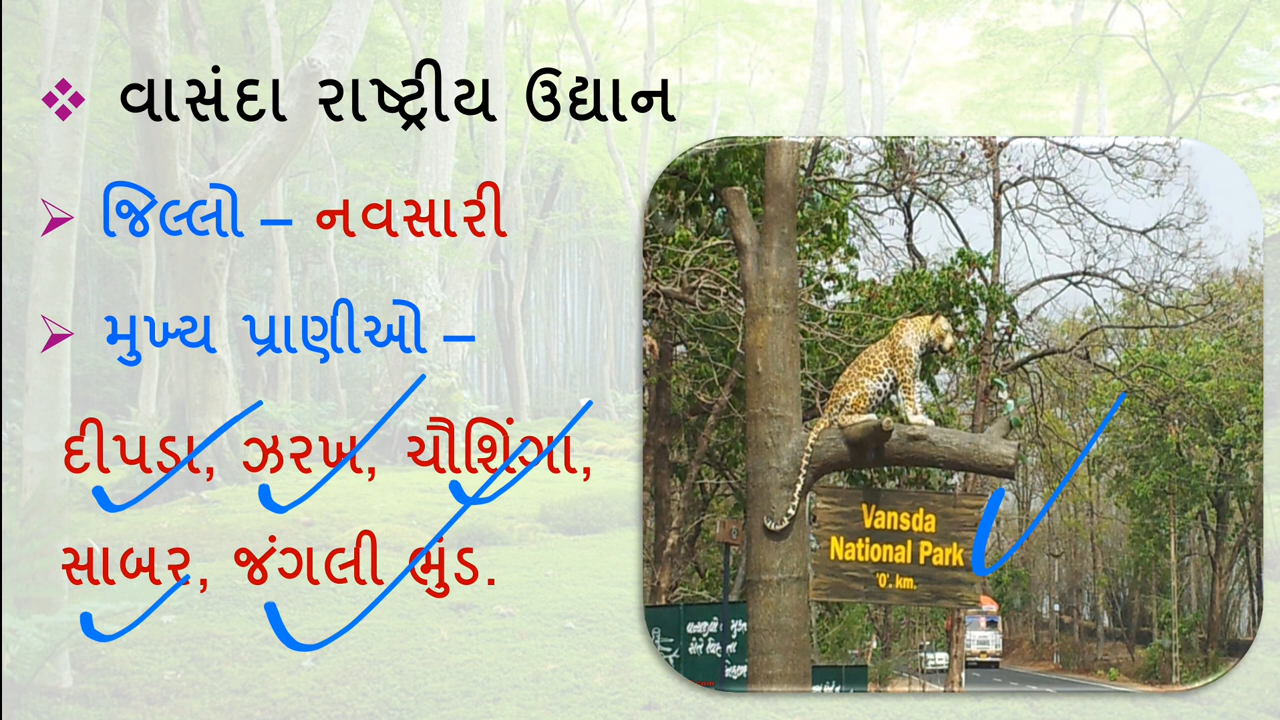 ❖ વાસંદા રાષ્ટ્રીય ઉદ્યાન
➢ જિલ્લો – નવસારી
➢ મુખ્ય પ્રાણીઓ –
દીપડા, ઝરખ, ચૌશિંગા,
સાબર, જંગલી ભુંડ.
Vansda
National Park
'0'. km.